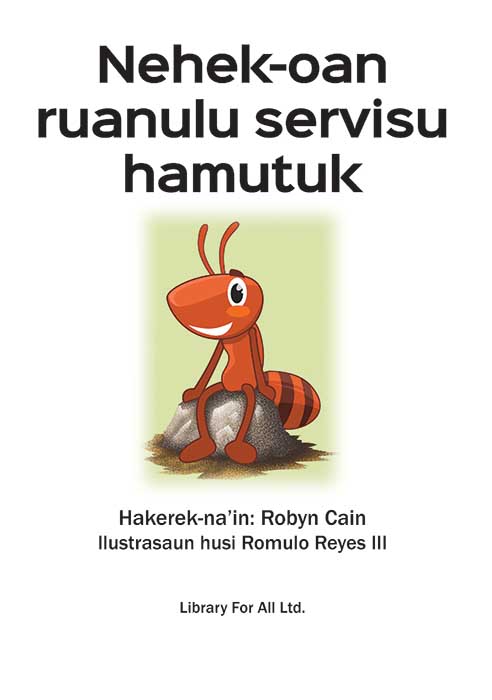 Nehek-oan
ruanulu servisu
hamutuk
Hakerek-na'in: Robyn Cain
Ilustrasaun husi Romulo Reyes III
Library For All Ltd.